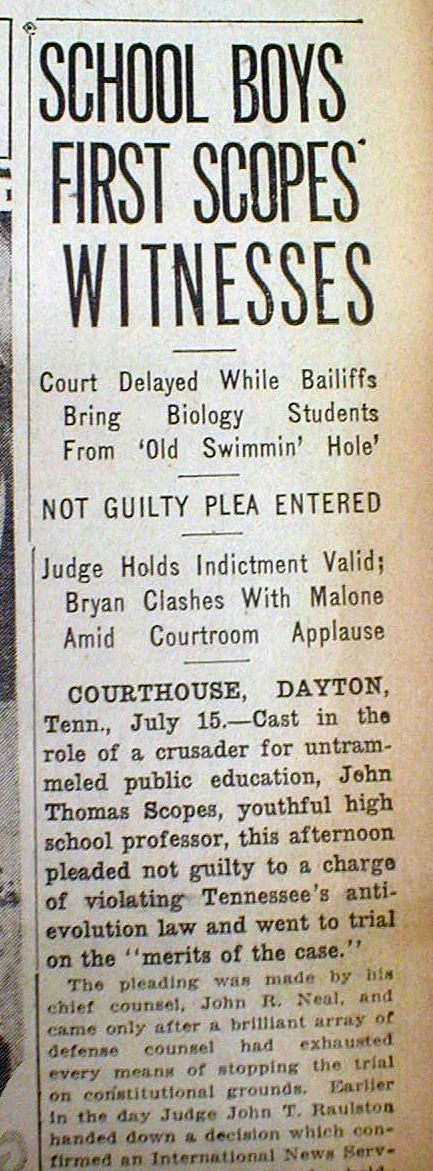 SCHOOL BOYS
FIRST SCOPES
WITNESSES
Court Delayed While Bailiffs
Bring Biology Students
From ‘Old Swimmin’ Hole’
NOT GUILTY PLEA ENTERED
Judge Holds Indictment Valid;
Bryan Clashes With Malone
Amid Courtroom Applause
COURTHOUSE, DAYTON,
Tenn., July 15.—Cast in the
role of a crusader for untram-
meled public education, John
Thomas Scopes, youthful high
school professor, this afternoon
pleaded not guilty to a charge
of violating Tennessee's anti-
evolution law and went to trial
on the “merits of the case.”
The pleading was made by his
chief counsel, John R. Neal, and
came only after a brilliant array of
defense counsel had exhausted
every means of stopping the trial
on constitutional grounds. Earlier
in the day Judge John T. Raulston
handed down a decision which con-
firmed an International News Serv-